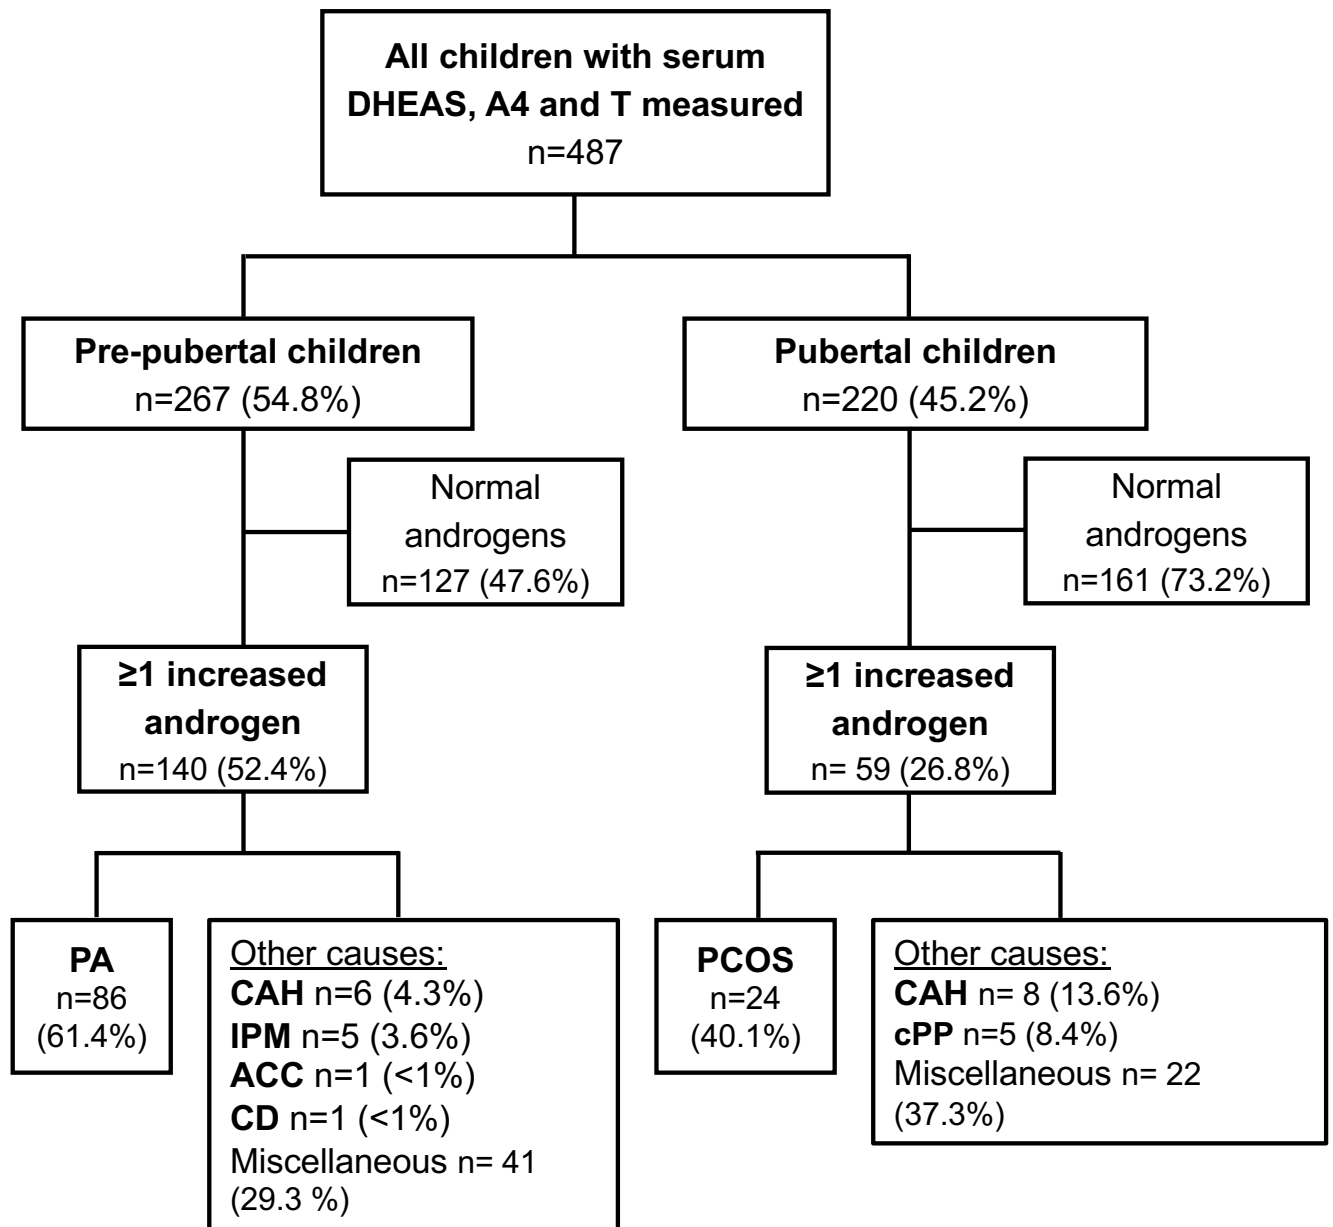 All children with serum
DHEAS, A4 and T measured
n=487
Pre-pubertal children
n=267 (54.8%)
Pubertal children
n=220 (45.2%)
Normal
androgens
n=127 (47.6%)
Normal
androgens
n=161 (73.2%)
≥1 increased
androgen
n=140 (52.4%)
≥1 increased
androgen
n= 59 (26.8%)
PA
n=86
(61.4%)
Other causes:
CAH n=6 (4.3%)
IPM n=5 (3.6%)
ACC n=1 (<1%)
CD n=1 (<1%)
Miscellaneous n= 41
(29.3 %)
PCOS
n=24
(40.1%)
Other causes:
CAH n= 8 (13.6%)
cPP n=5 (8.4%)
Miscellaneous n= 22
(37.3%)